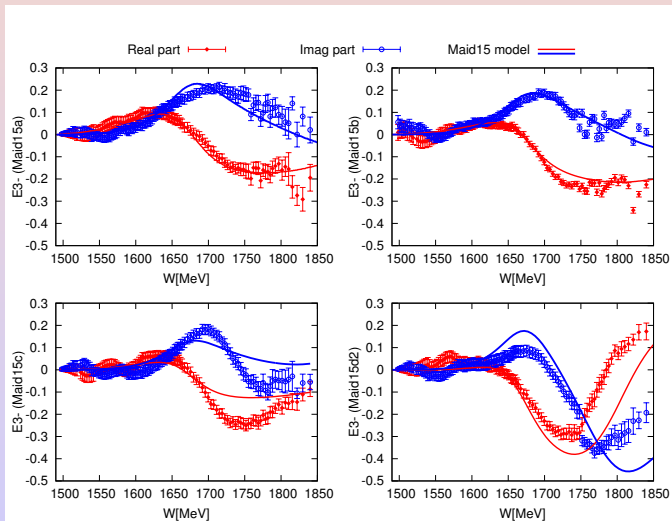 Real part Imag part Maid15 model
0.3 0.2 0.1 0 -0.1 -0.2 -0.3 -0.4 -0.5
E3- (Maid15a)
1500 1550 1600 1650 1700 1750 1800 1850
W[MeV]
0.3 0.2 0.1 0 -0.1 -0.2 -0.3 -0.4 -0.5
E3- (Maid15b)
1500 1550 1600 1650 1700 1750 1800 1850
W[MeV]
0.3 0.2 0.1 0 -0.1 -0.2 -0.3 -0.4 -0.5
E3- (Maid15c)
1500 1550 1600 1650 1700 1750 1800 1850
W[MeV]
0.3 0.2 0.1 0 -0.1 -0.2 -0.3 -0.4 -0.5
E3- (Maid15d2)
1500 1550 1600 1650 1700 1750 1800 1850
W[MeV]